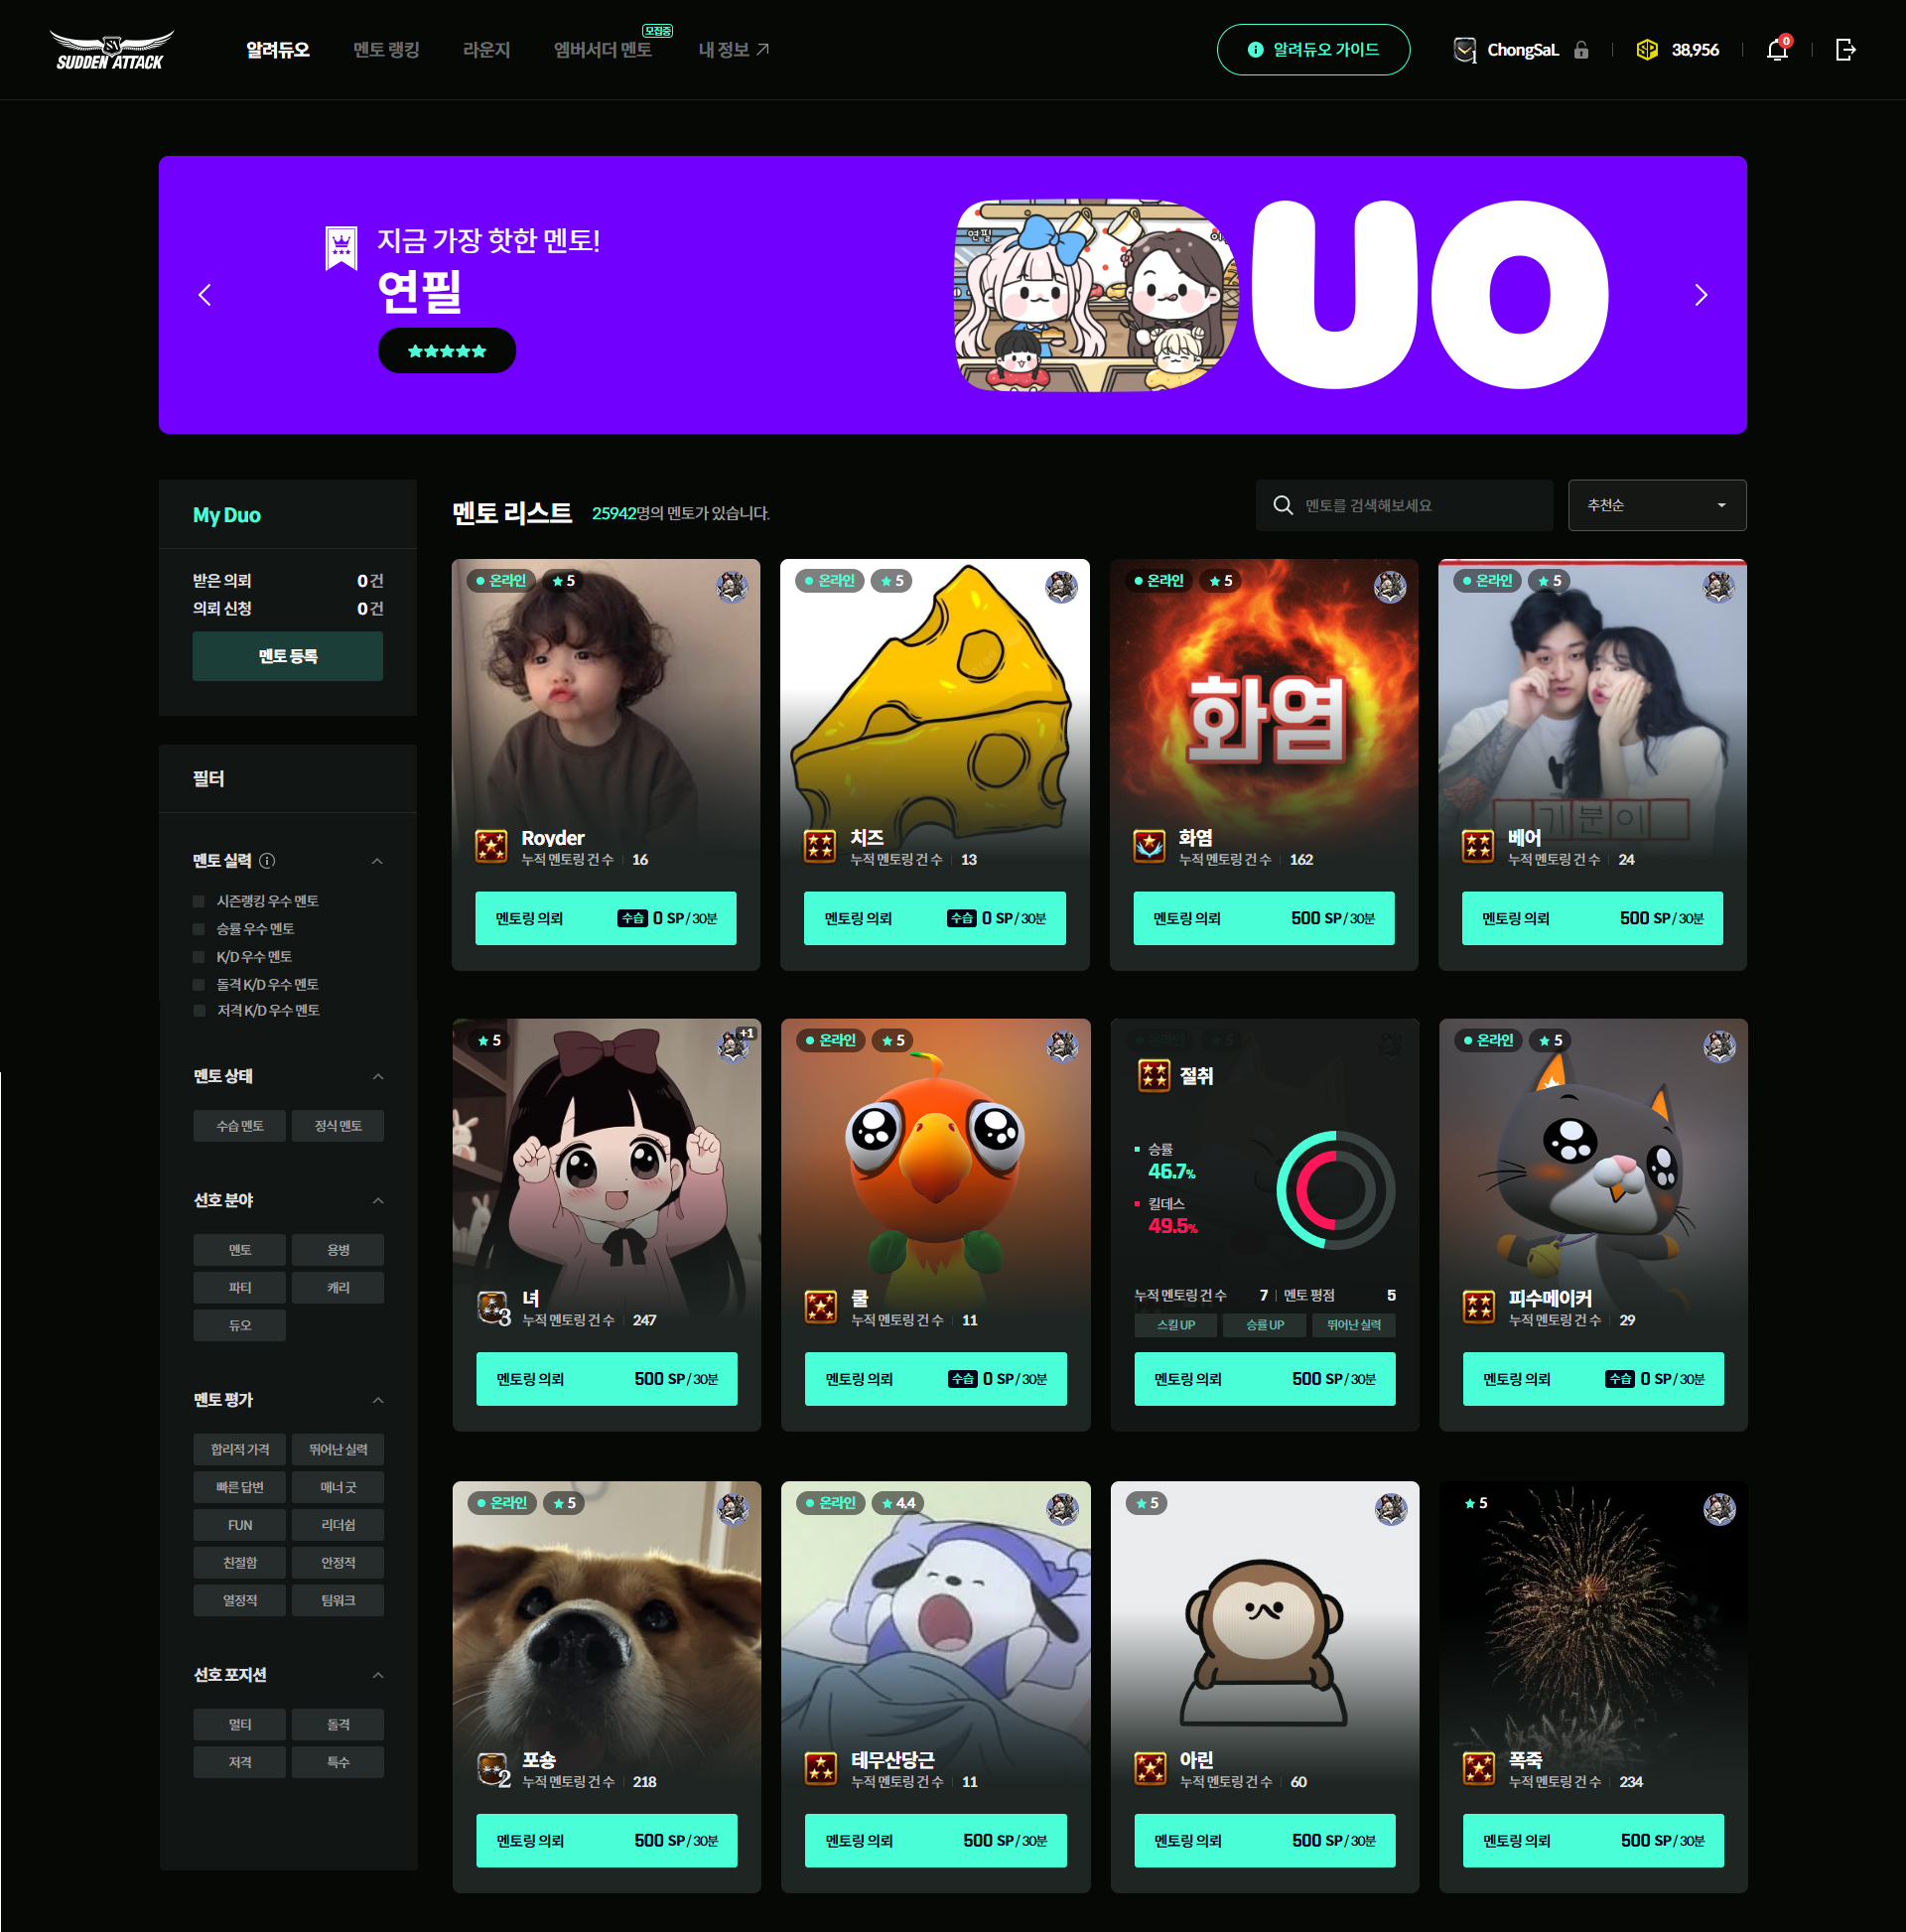 SUDDEN ATTACK
알려듀오
멘토 랭킹
라운지
엠버서더 멘토
모집중
내 정보
알려듀오 가이드
ChongSaL
38,956
0
지금 가장 핫한 멘토!
연필
연필
UO
My Duo
받은 의뢰 0건
의뢰 신청 0건
멘토 등록
필터
멘토 실력
시즌랭킹 우수 멘토
승률 우수 멘토
K/D 우수 멘토
돌격 K/D 우수 멘토
저격 K/D 우수 멘토
멘토 상태
수습 멘토
정식 멘토
선호 분야
멘토
용병
파티
캐리
듀오
멘토 평가
합리적 가격
뛰어난 실력
빠른 답변
매너 굿
FUN
리더쉽
친절함
안정적
열정적
팀워크
선호 포지션
멀티
돌격
저격
특수
멘토 리스트
25942명의 멘토가 있습니다.
멘토를 검색해보세요
추천순
온라인 5
Royder
누적 멘토링 건 수 16
멘토링 의뢰 수습 0 SP/30분
온라인 5
치즈
누적 멘토링 건 수 13
멘토링 의뢰 수습 0 SP/30분
온라인 5
화염
화염
누적 멘토링 건 수 162
멘토링 의뢰 500 SP/30분
온라인 5
기분이
베어
누적 멘토링 건 수 24
멘토링 의뢰 500 SP/30분
5
+1
녀
누적 멘토링 건 수 247
멘토링 의뢰 500 SP/30분
온라인 5
쿨
누적 멘토링 건 수 11
멘토링 의뢰 수습 0 SP/30분
온라인 5
절취
승률
46.7%
킬데스
49.5%
누적 멘토링 건 수 7 멘토 평점 5
스킬 UP
승률 UP
뛰어난 실력
멘토링 의뢰 500 SP/30분
온라인 5
피수메이커
누적 멘토링 건 수 29
멘토링 의뢰 수습 0 SP/30분
온라인 5
포숑
누적 멘토링 건 수 218
멘토링 의뢰 500 SP/30분
온라인 4.4
테무산당근
누적 멘토링 건 수 11
멘토링 의뢰 500 SP/30분
5
아린
누적 멘토링 건 수 60
멘토링 의뢰 500 SP/30분
5
폭죽
누적 멘토링 건 수 234
멘토링 의뢰 500 SP/30분